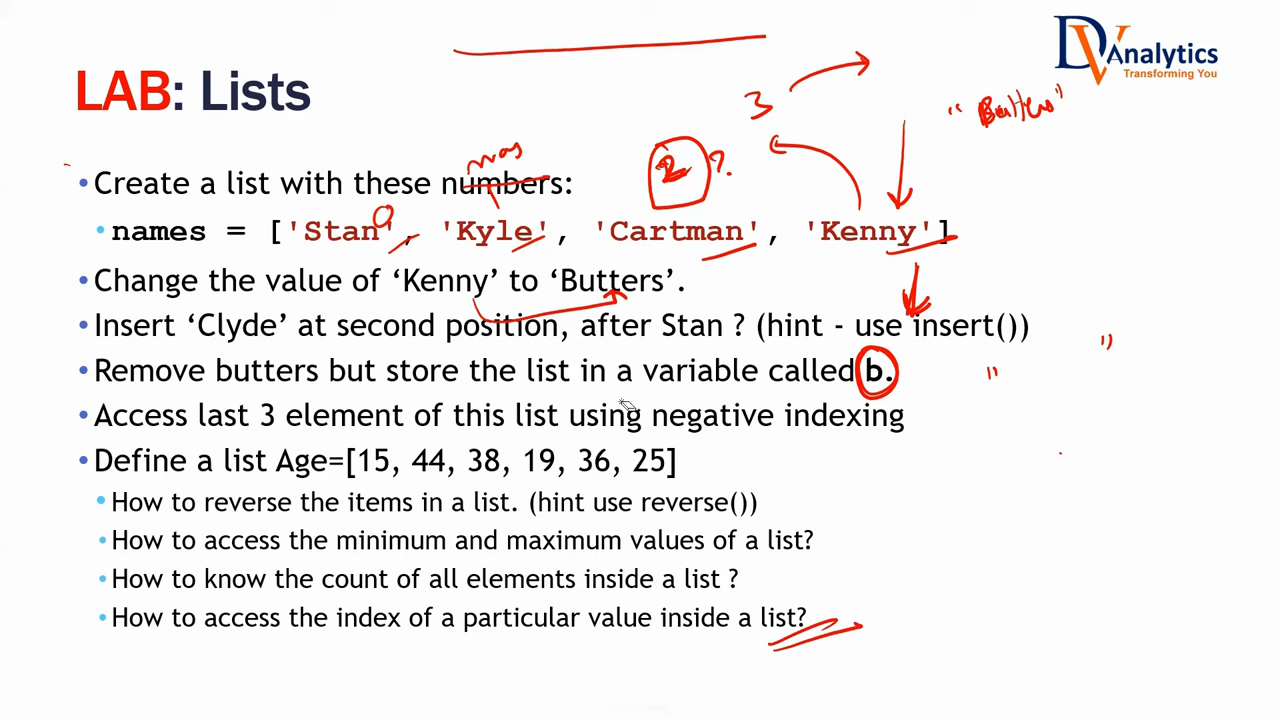 DV Analytics
Transforming You
LAB: Lists
3
"Butters"
2 ?
• Create a list with these numbers:
0
• names = ['Stan', 'Kyle', 'Cartman', 'Kenny']
• Change the value of ‘Kenny’ to ‘Butters’.
• Insert ‘Clyde’ at second position, after Stan ? (hint - use insert())
• Remove butters but store the list in a variable called b.
• Access last 3 element of this list using negative indexing
• Define a list Age=[15, 44, 38, 19, 36, 25]
• How to reverse the items in a list. (hint use reverse())
• How to access the minimum and maximum values of a list?
• How to know the count of all elements inside a list ?
• How to access the index of a particular value inside a list?